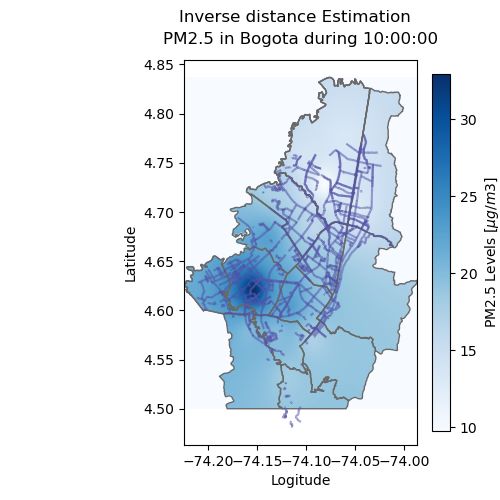 Inverse distance Estimation
PM2.5 in Bogota during 10:00:00
4.85
4.80
4.75
4.70
4.65
4.60
4.55
4.50
Latitude
−74.20−74.15−74.10−74.05−74.00
Logitude
30
25
20
15
10
PM2.5 Levels [μg/m3]